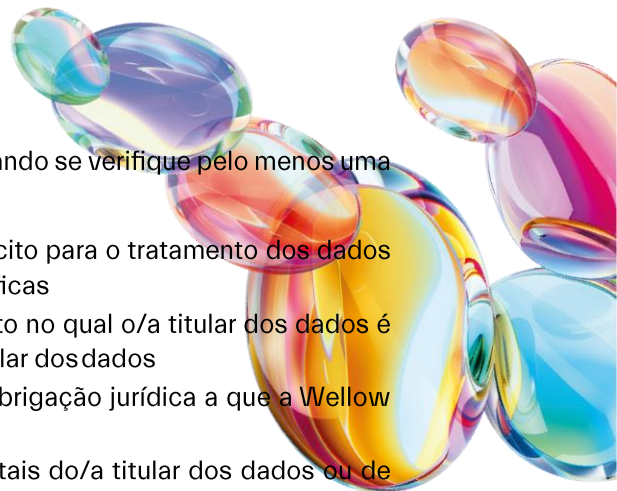 ando se verifique pelo menos uma
cito para o tratamento dos dados
ficas
to no qual o/a titular dos dados é
lar dos dados
brigação jurídica a que a Wellow
tais do/a titular dos dados ou de